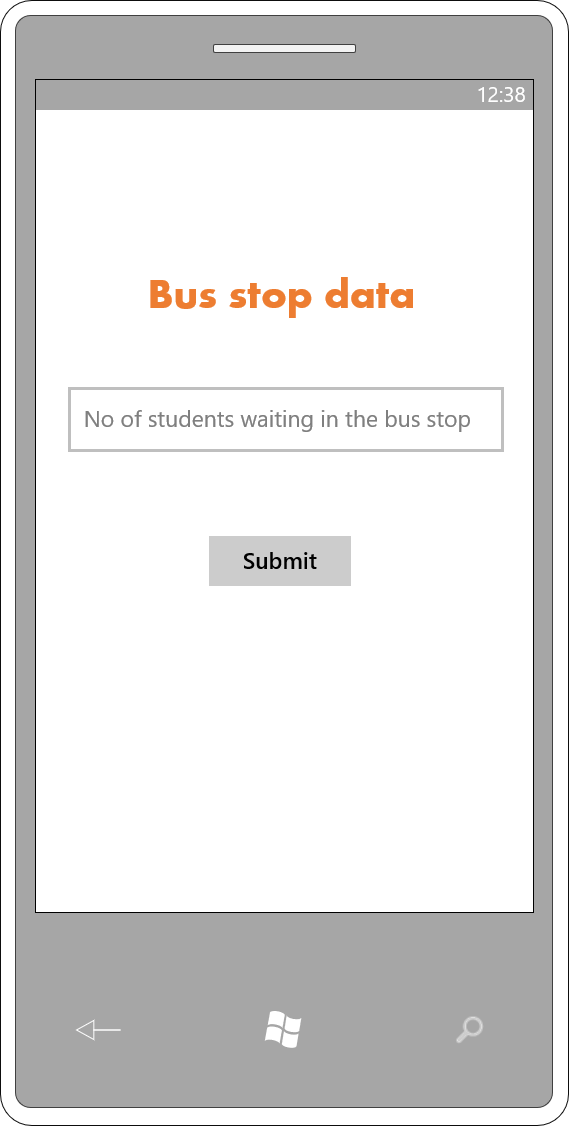 12:38
Bus stop data
No of students waiting in the bus stop
Submit